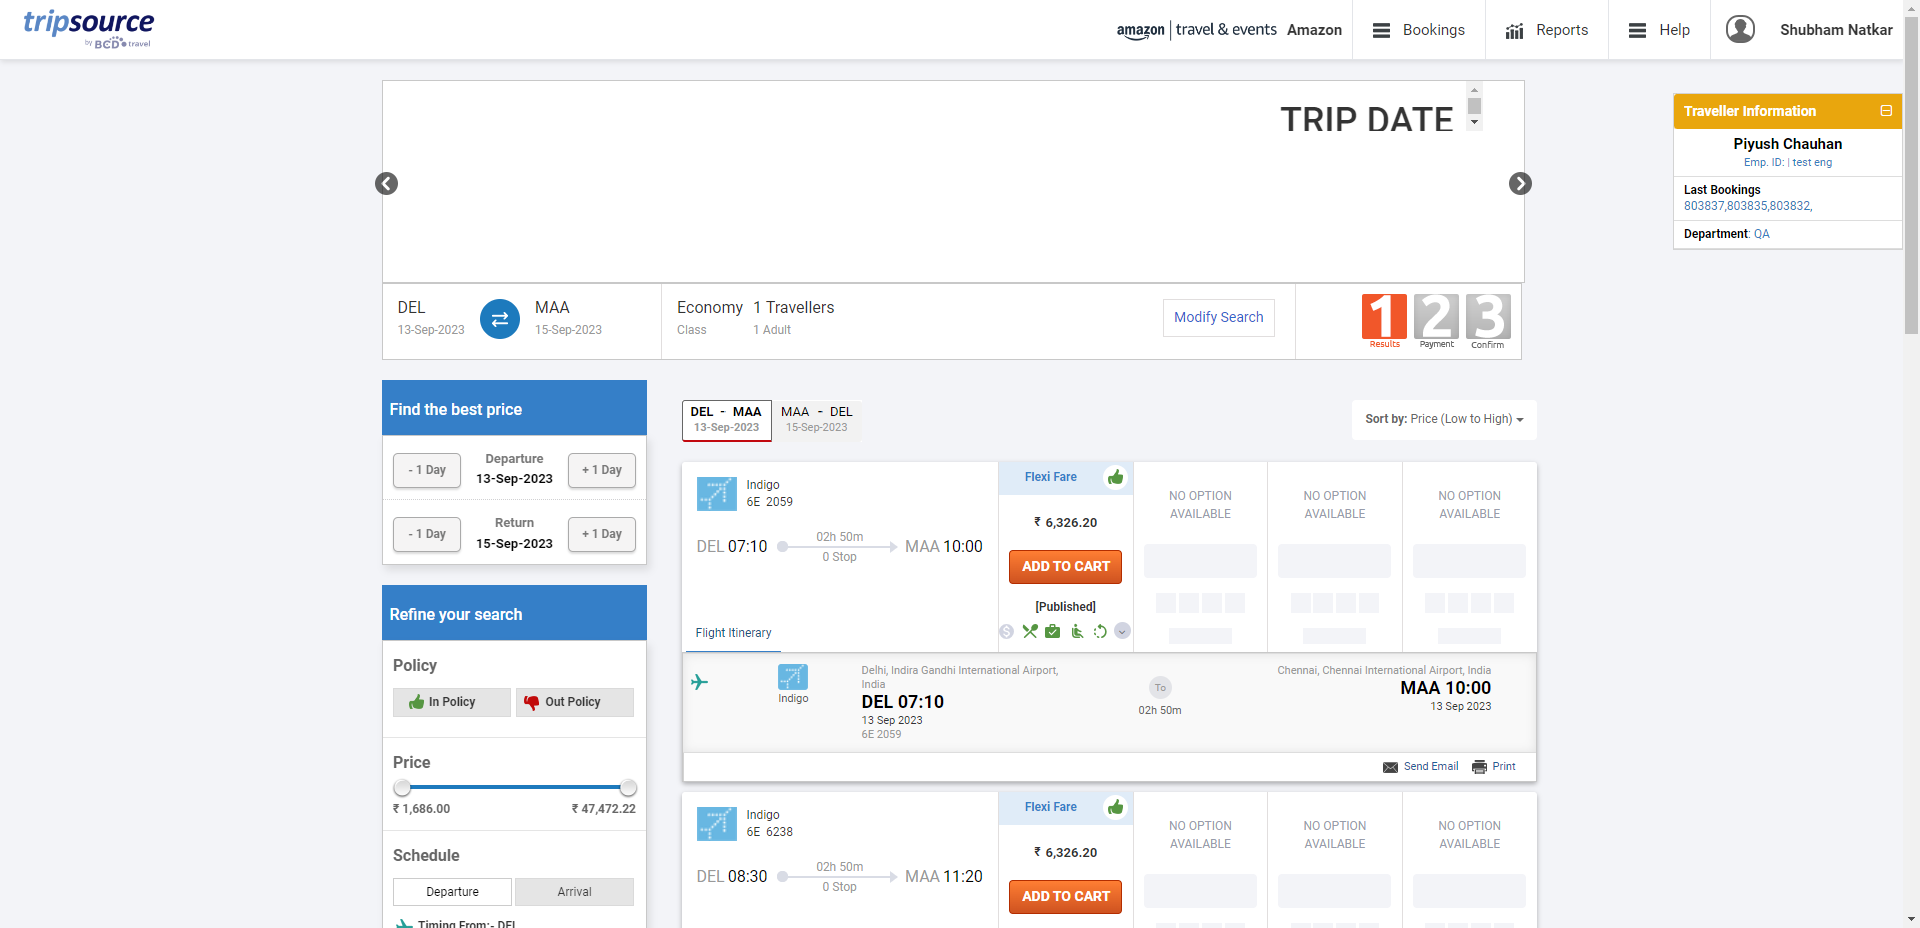 tripsource
by BCD travel
amazon | travel & events Amazon
Bookings
Reports
Help
Shubham Natkar
TRIP DATE
Traveller Information
Piyush Chauhan
Emp. ID: | test eng
Last Bookings
803837,803835,803832,
Department: QA
DEL
13-Sep-2023
MAA
15-Sep-2023
Economy
Class
1 Travellers
1 Adult
Modify Search
1
Results
2
Payment
3
Confirm
Find the best price
- 1 Day
Departure
13-Sep-2023
+ 1 Day
- 1 Day
Return
15-Sep-2023
+ 1 Day
Refine your search
Policy
In Policy
Out Policy
Price
₹ 1,686.00
₹ 47,472.22
Schedule
Departure
Arrival
Timing From:- DEL
DEL - MAA
13-Sep-2023
MAA - DEL
15-Sep-2023
Sort by: Price (Low to High)
Indigo
6E 2059
DEL 07:10
02h 50m
0 Stop
MAA 10:00
Flight Itinerary
Flexi Fare
₹ 6,326.20
ADD TO CART
[Published]
NO OPTION
AVAILABLE
NO OPTION
AVAILABLE
NO OPTION
AVAILABLE
Indigo
Delhi, Indira Gandhi International Airport,
India
DEL 07:10
13 Sep 2023
6E 2059
To
02h 50m
Chennai, Chennai International Airport, India
MAA 10:00
13 Sep 2023
Send Email
Print
Indigo
6E 6238
DEL 08:30
02h 50m
0 Stop
MAA 11:20
Flexi Fare
₹ 6,326.20
ADD TO CART
NO OPTION
AVAILABLE
NO OPTION
AVAILABLE
NO OPTION
AVAILABLE